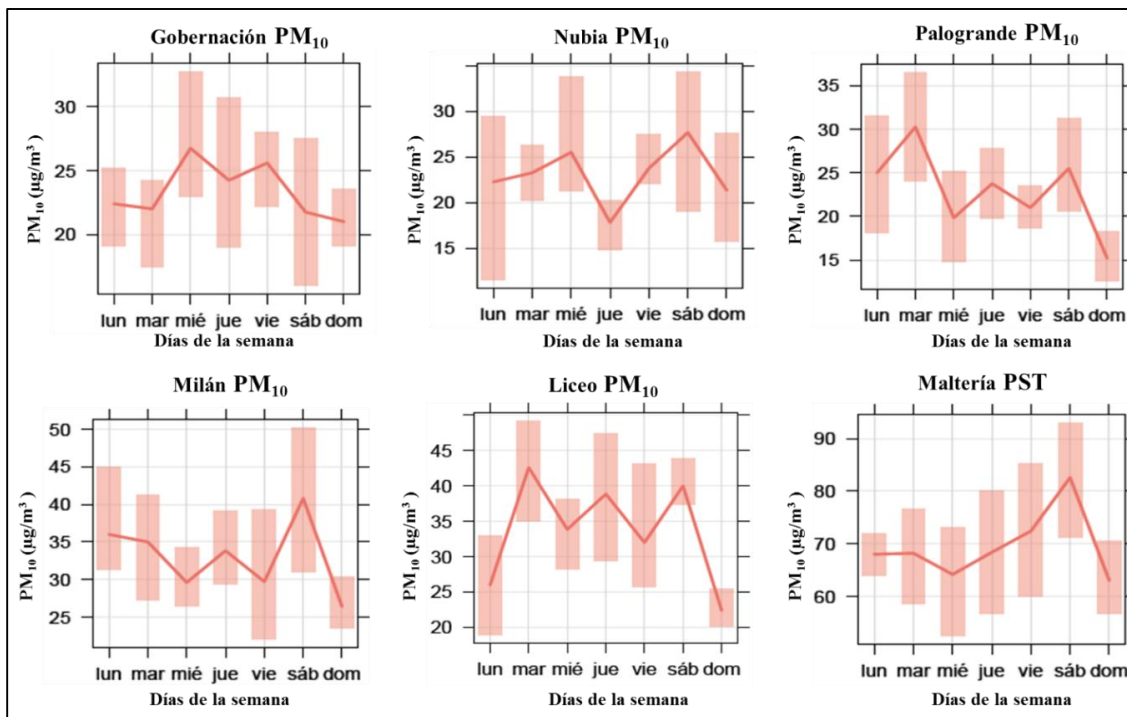 Gobernación PM₁₀
PM₁₀ (µg/m³)
30
25
20
lun mar mié jue vie sáb dom
Días de la semana
Nubia PM₁₀
PM₁₀ (µg/m³)
30
25
20
15
lun mar mié jue vie sáb dom
Días de la semana
Palogrande PM₁₀
PM₁₀ (µg/m³)
35
30
25
20
15
lun mar mié jue vie sáb dom
Días de la semana
Milán PM₁₀
PM₁₀ (µg/m³)
50
45
40
35
30
25
lun mar mié jue vie sáb dom
Días de la semana
Liceo PM₁₀
PM₁₀ (µg/m³)
45
40
35
30
25
20
lun mar mié jue vie sáb dom
Días de la semana
Maltería PST
PM₁₀ (µg/m³)
90
80
70
60
lun mar mié jue vie sáb dom
Días de la semana